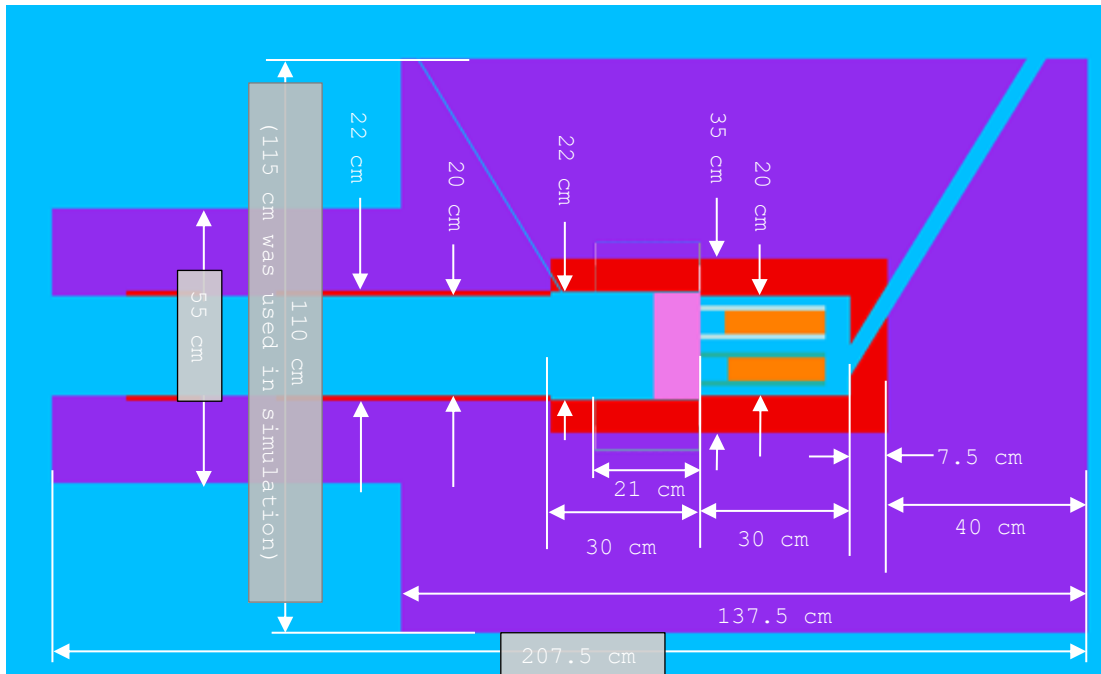 110 cm
(115 cm was used in simulation)
22 cm
20 cm
22 cm
35 cm
20 cm
55 cm
7.5 cm
21 cm
40 cm
30 cm
30 cm
137.5 cm
207.5 cm